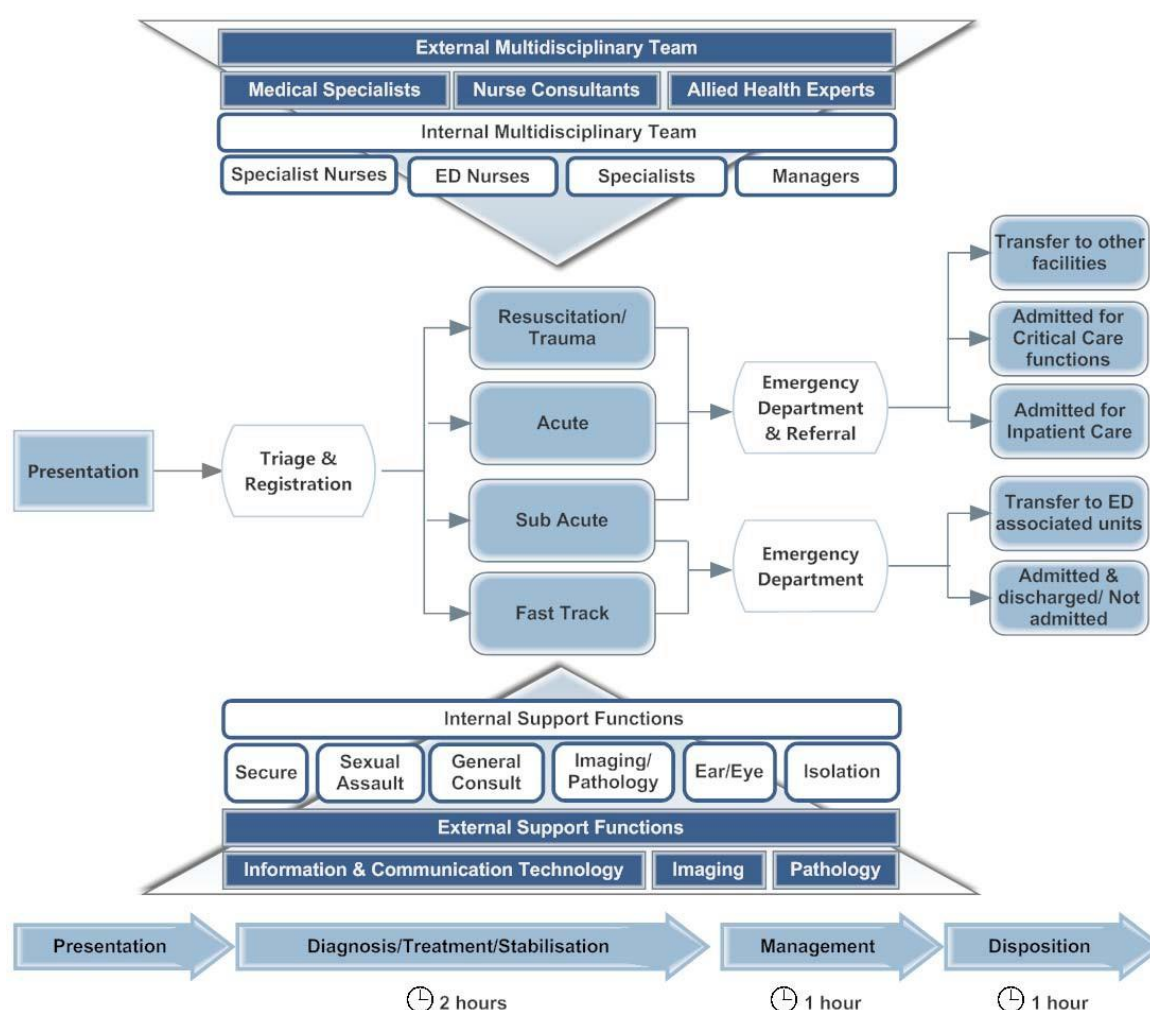 External Multidisciplinary Team
Medical Specialists
Nurse Consultants
Allied Health Experts
Internal Multidisciplinary Team
Specialist Nurses
ED Nurses
Specialists
Managers
Presentation
Triage &
Registration
Resuscitation/
Trauma
Acute
Sub Acute
Fast Track
Emergency
Department
& Referral
Emergency
Department
Transfer to other
facilities
Admitted for
Critical Care
functions
Admitted for
Inpatient Care
Transfer to ED
associated units
Admitted &
discharged/ Not
admitted
Internal Support Functions
Secure
Sexual
Assault
General
Consult
Imaging/
Pathology
Ear/Eye
Isolation
External Support Functions
Information & Communication Technology
Imaging
Pathology
Presentation
Diagnosis/Treatment/Stabilisation
Management
Disposition
2 hours
1 hour
1 hour